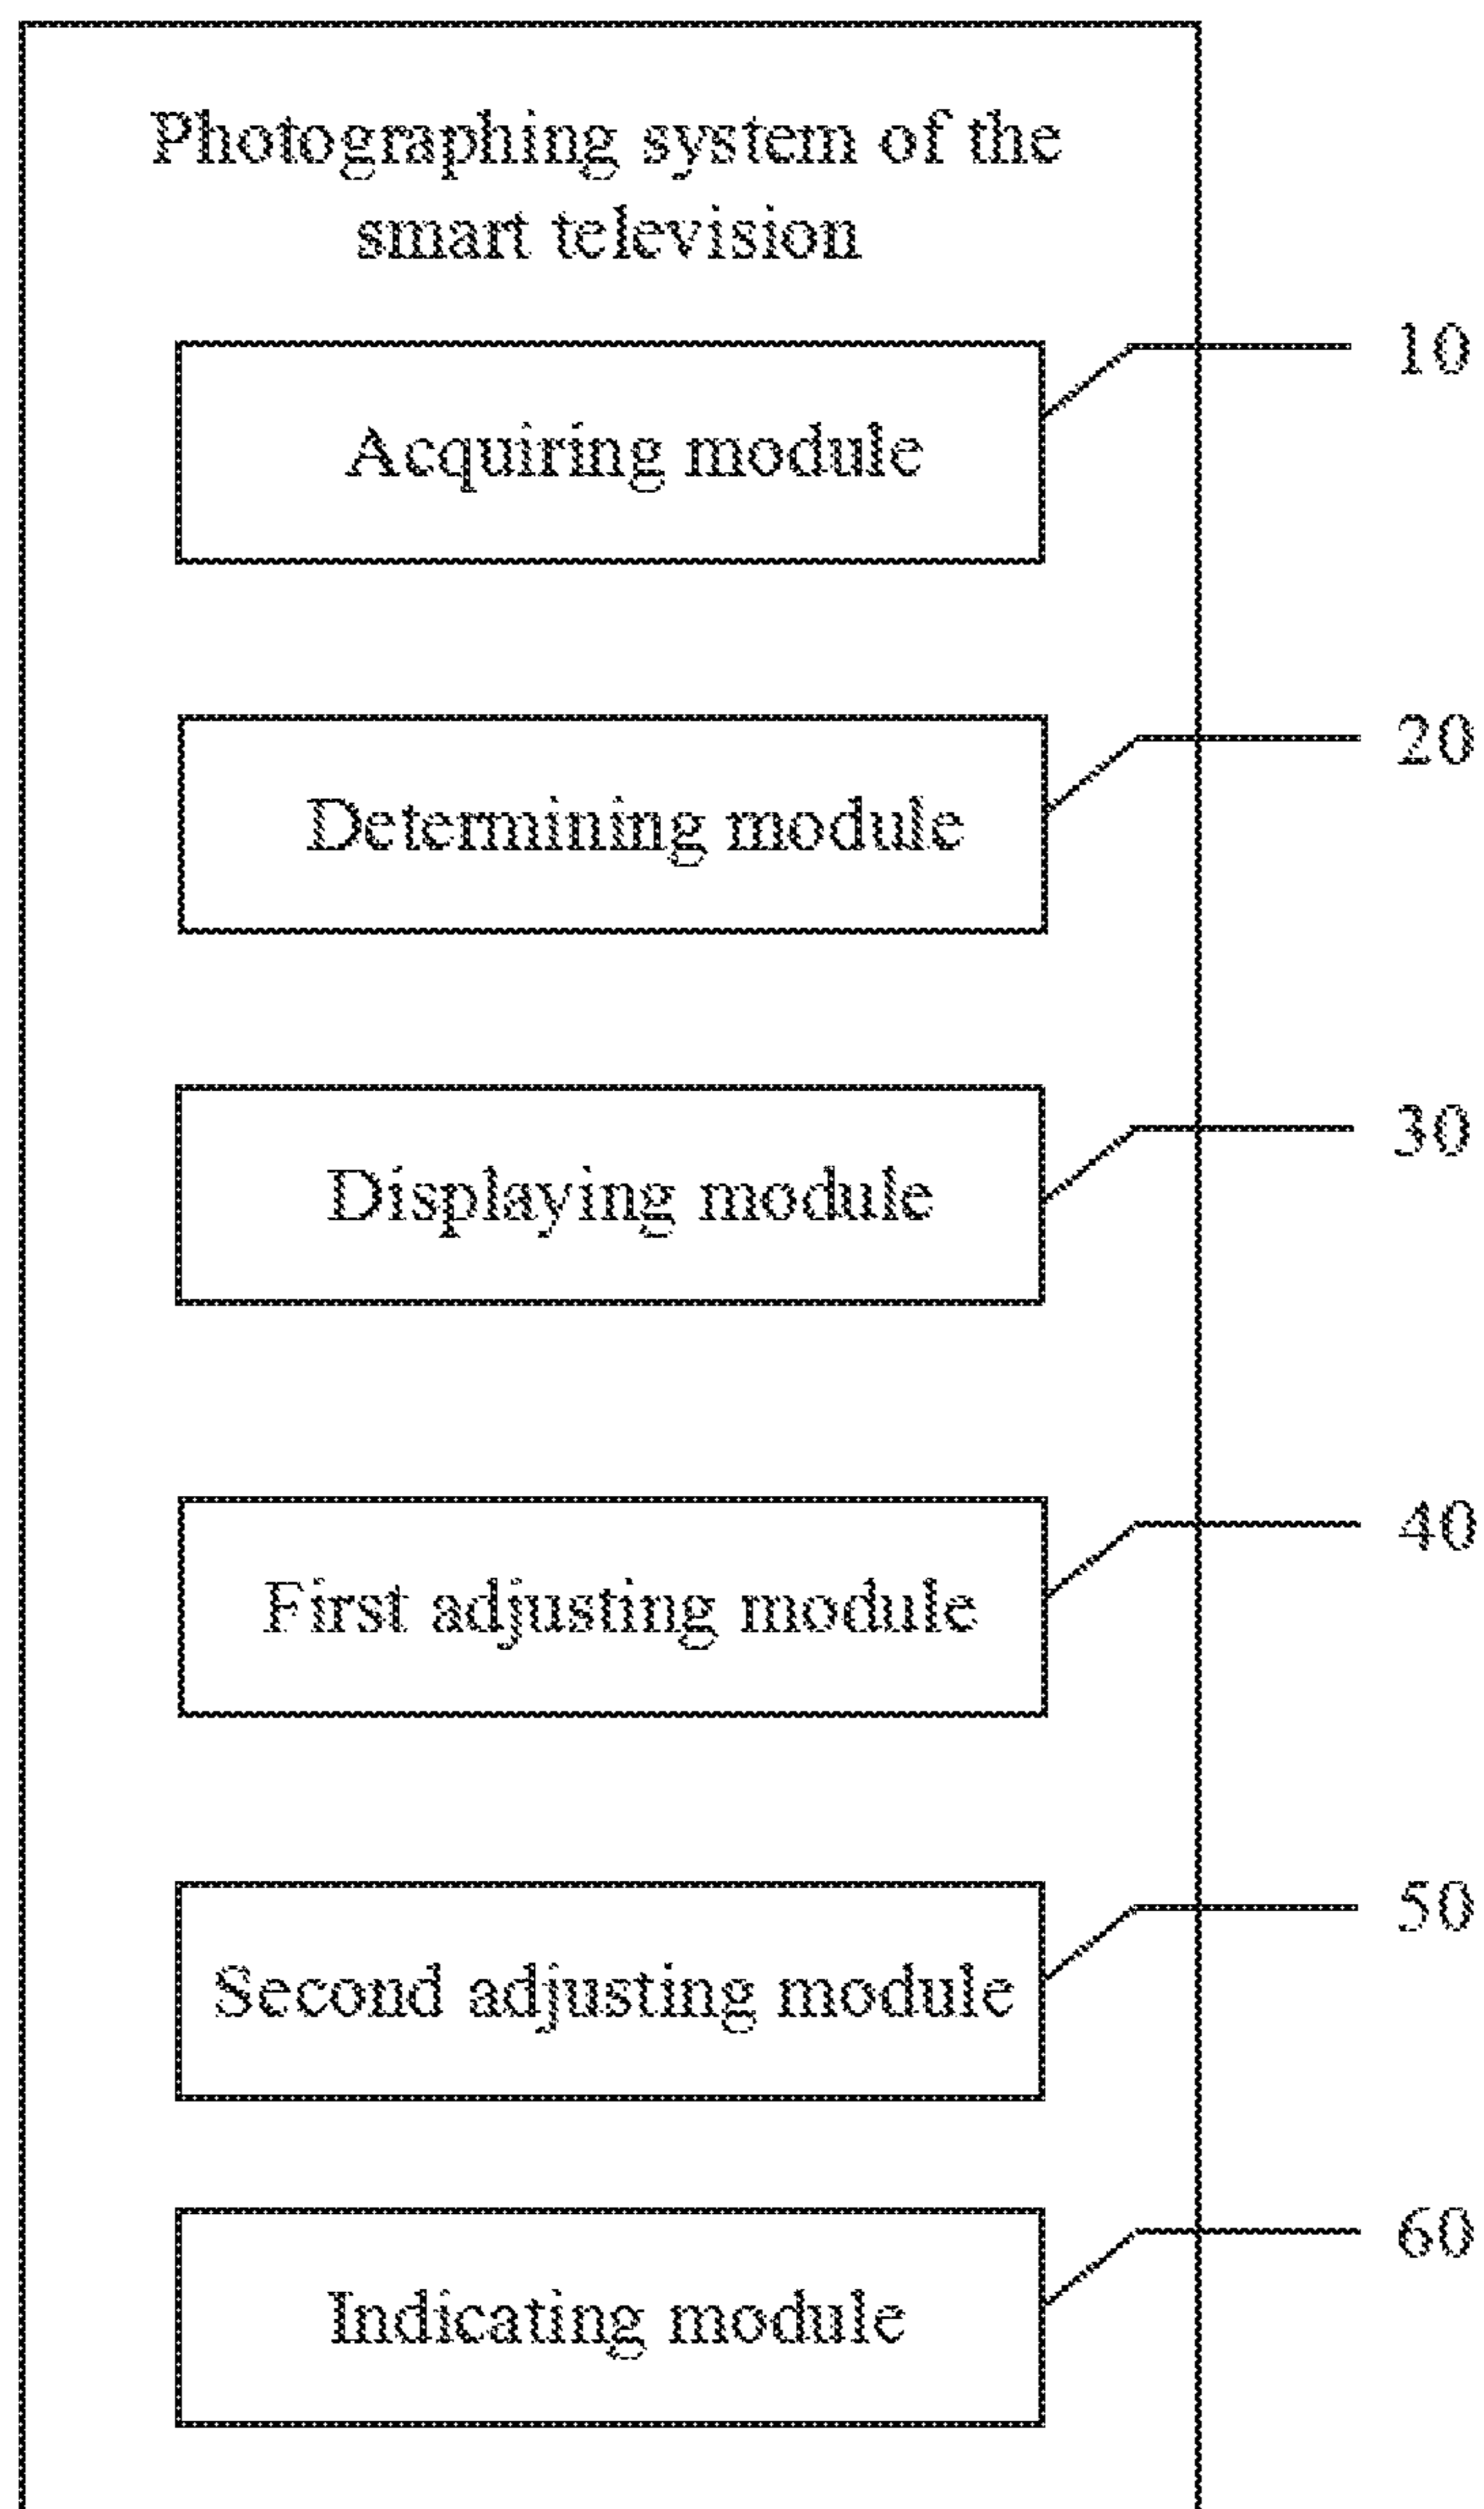 Photographing system of the
smart television
10
Acquiring module
20
Determining module
30
Displaying module
40
First adjusting module
50
Second adjusting module
60
Indicating module